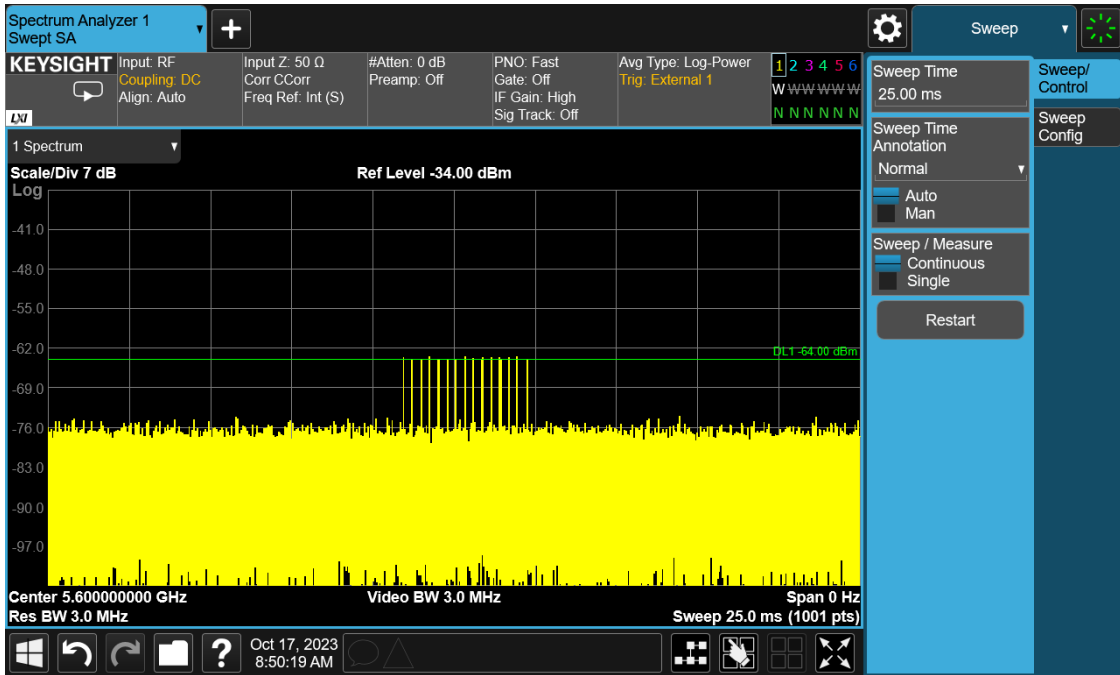 Spectrum Analyzer 1
Swept SA
+
Sweep
KEYSIGHT
LXI
Input: RF
Coupling: DC
Align: Auto
Input Z: 50 Ω
Corr CCorr
Freq Ref: Int (S)
#Atten: 0 dB
Preamp: Off
PNO: Fast
Gate: Off
IF Gain: High
Sig Track: Off
Avg Type: Log-Power
Trig: External 1
1 2 3 4 5 6
W W W W W W
N N N N N N
1 Spectrum
Scale/Div 7 dB
Ref Level -34.00 dBm
Log
-41.0
-48.0
-55.0
-62.0
DL1 -64.00 dBm
-69.0
-76.0
-83.0
-90.0
-97.0
Center 5.600000000 GHz
Video BW 3.0 MHz
Span 0 Hz
Res BW 3.0 MHz
Sweep 25.0 ms (1001 pts)
?
Oct 17, 2023
8:50:19 AM
Sweep Time
25.00 ms
Sweep Time
Annotation
Normal
Auto
Man
Sweep / Measure
Continuous
Single
Restart
Sweep/
Control
Sweep
Config